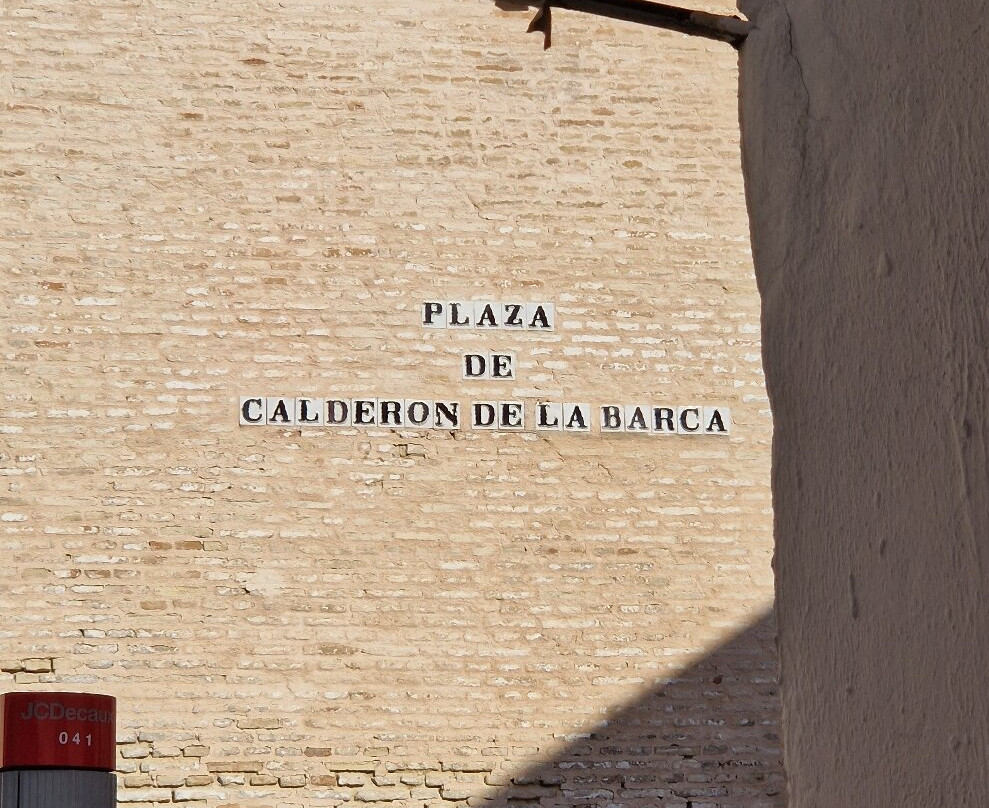 PLAZA
DE
CALDERON DE LA BARCA
JCDecaux
041